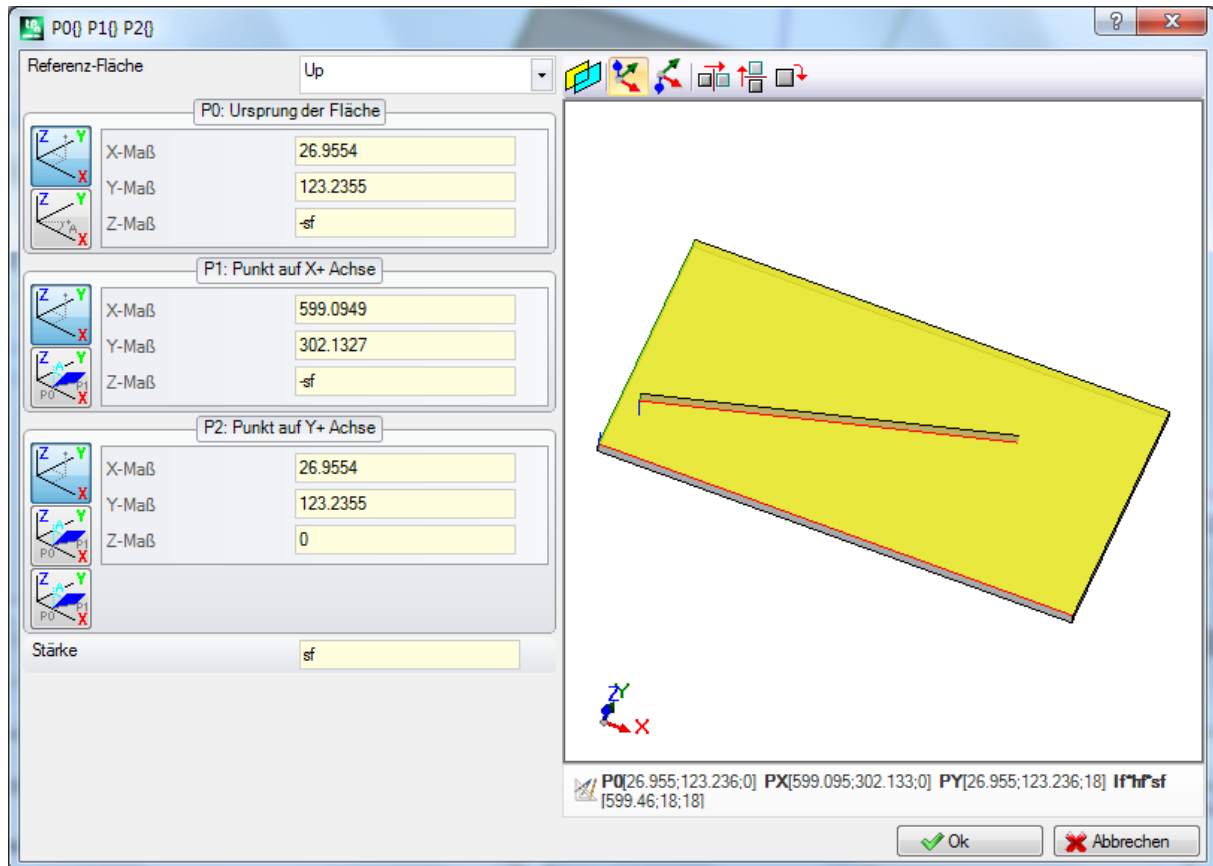 P0{} P1{} P2{}
Referenz-Fläche
Up
P0: Ursprung der Fläche
X-Maß 26.9554
Y-Maß 123.2355
Z-Maß -sf
P1: Punkt auf X+ Achse
X-Maß 599.0949
Y-Maß 302.1327
Z-Maß -sf
P2: Punkt auf Y+ Achse
X-Maß 26.9554
Y-Maß 123.2355
Z-Maß 0
Stärke sf
Z Y
X
P0[26.955;123.236;0] PX[599.095;302.133;0] PY[26.955;123.236;18] lf*hf*sf
[599.46;18;18]
Ok
Abbrechen